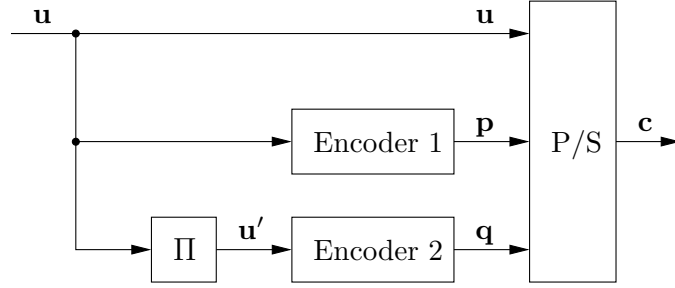 u u
Encoder 1 p P/S c
Π u′ Encoder 2 q